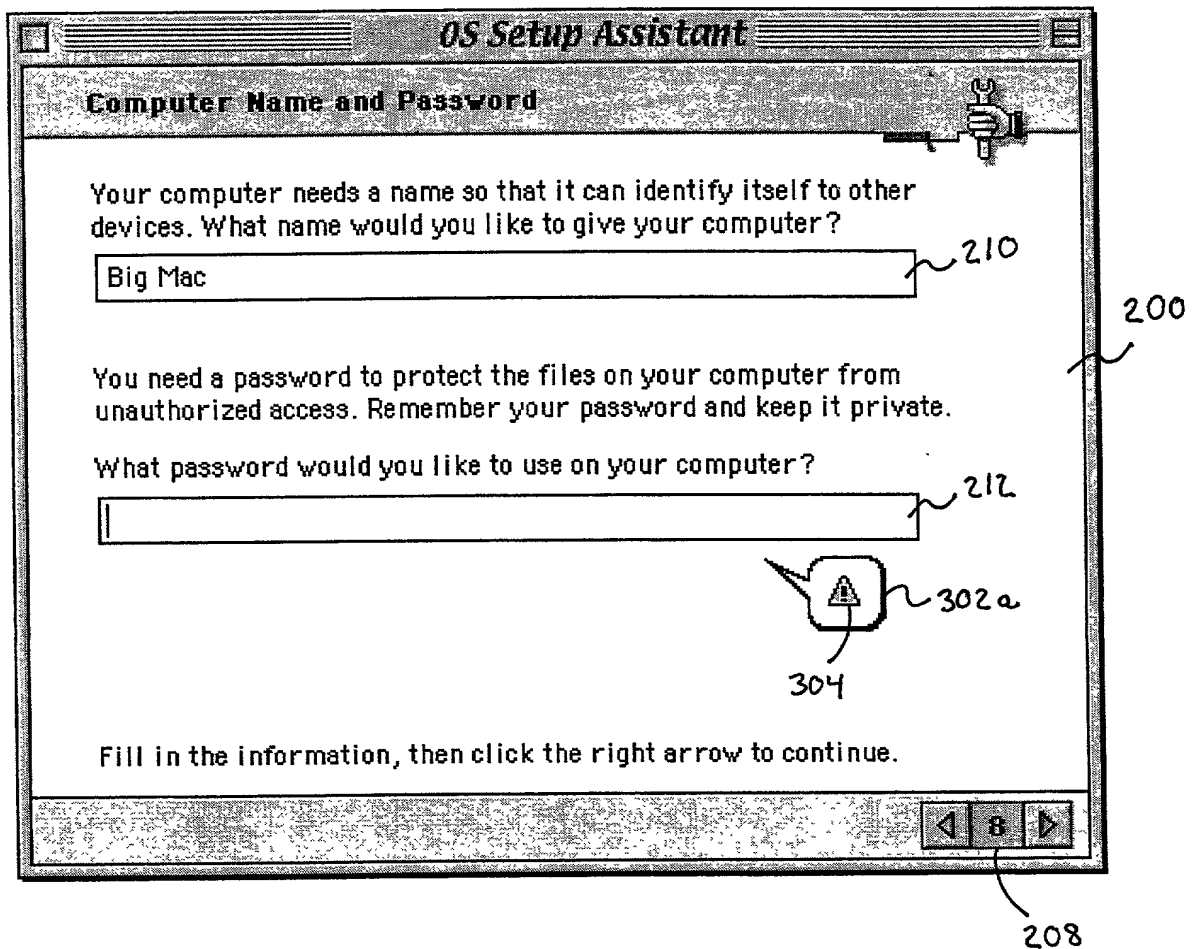 OS Setup Assistant
Computer Name and Password
Your computer needs a name so that it can identify itself to other
devices. What name would you like to give your computer?
Big Mac
210
200
You need a password to protect the files on your computer from
unauthorized access. Remember your password and keep it private.
What password would you like to use on your computer?
212
302a
304
Fill in the information, then click the right arrow to continue.
8
208